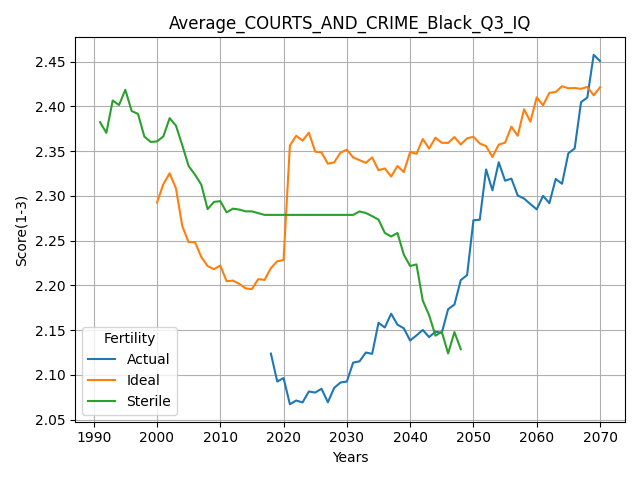 Average_COURTS_AND_CRIME_Black_Q3_IQ
2.45
2.40
2.35
2.30
2.25
2.20
2.15
2.10
2.05
Score(1-3)
Fertility
Actual
Ideal
Sterile
1990 2000 2010 2020 2030 2040 2050 2060 2070
Years